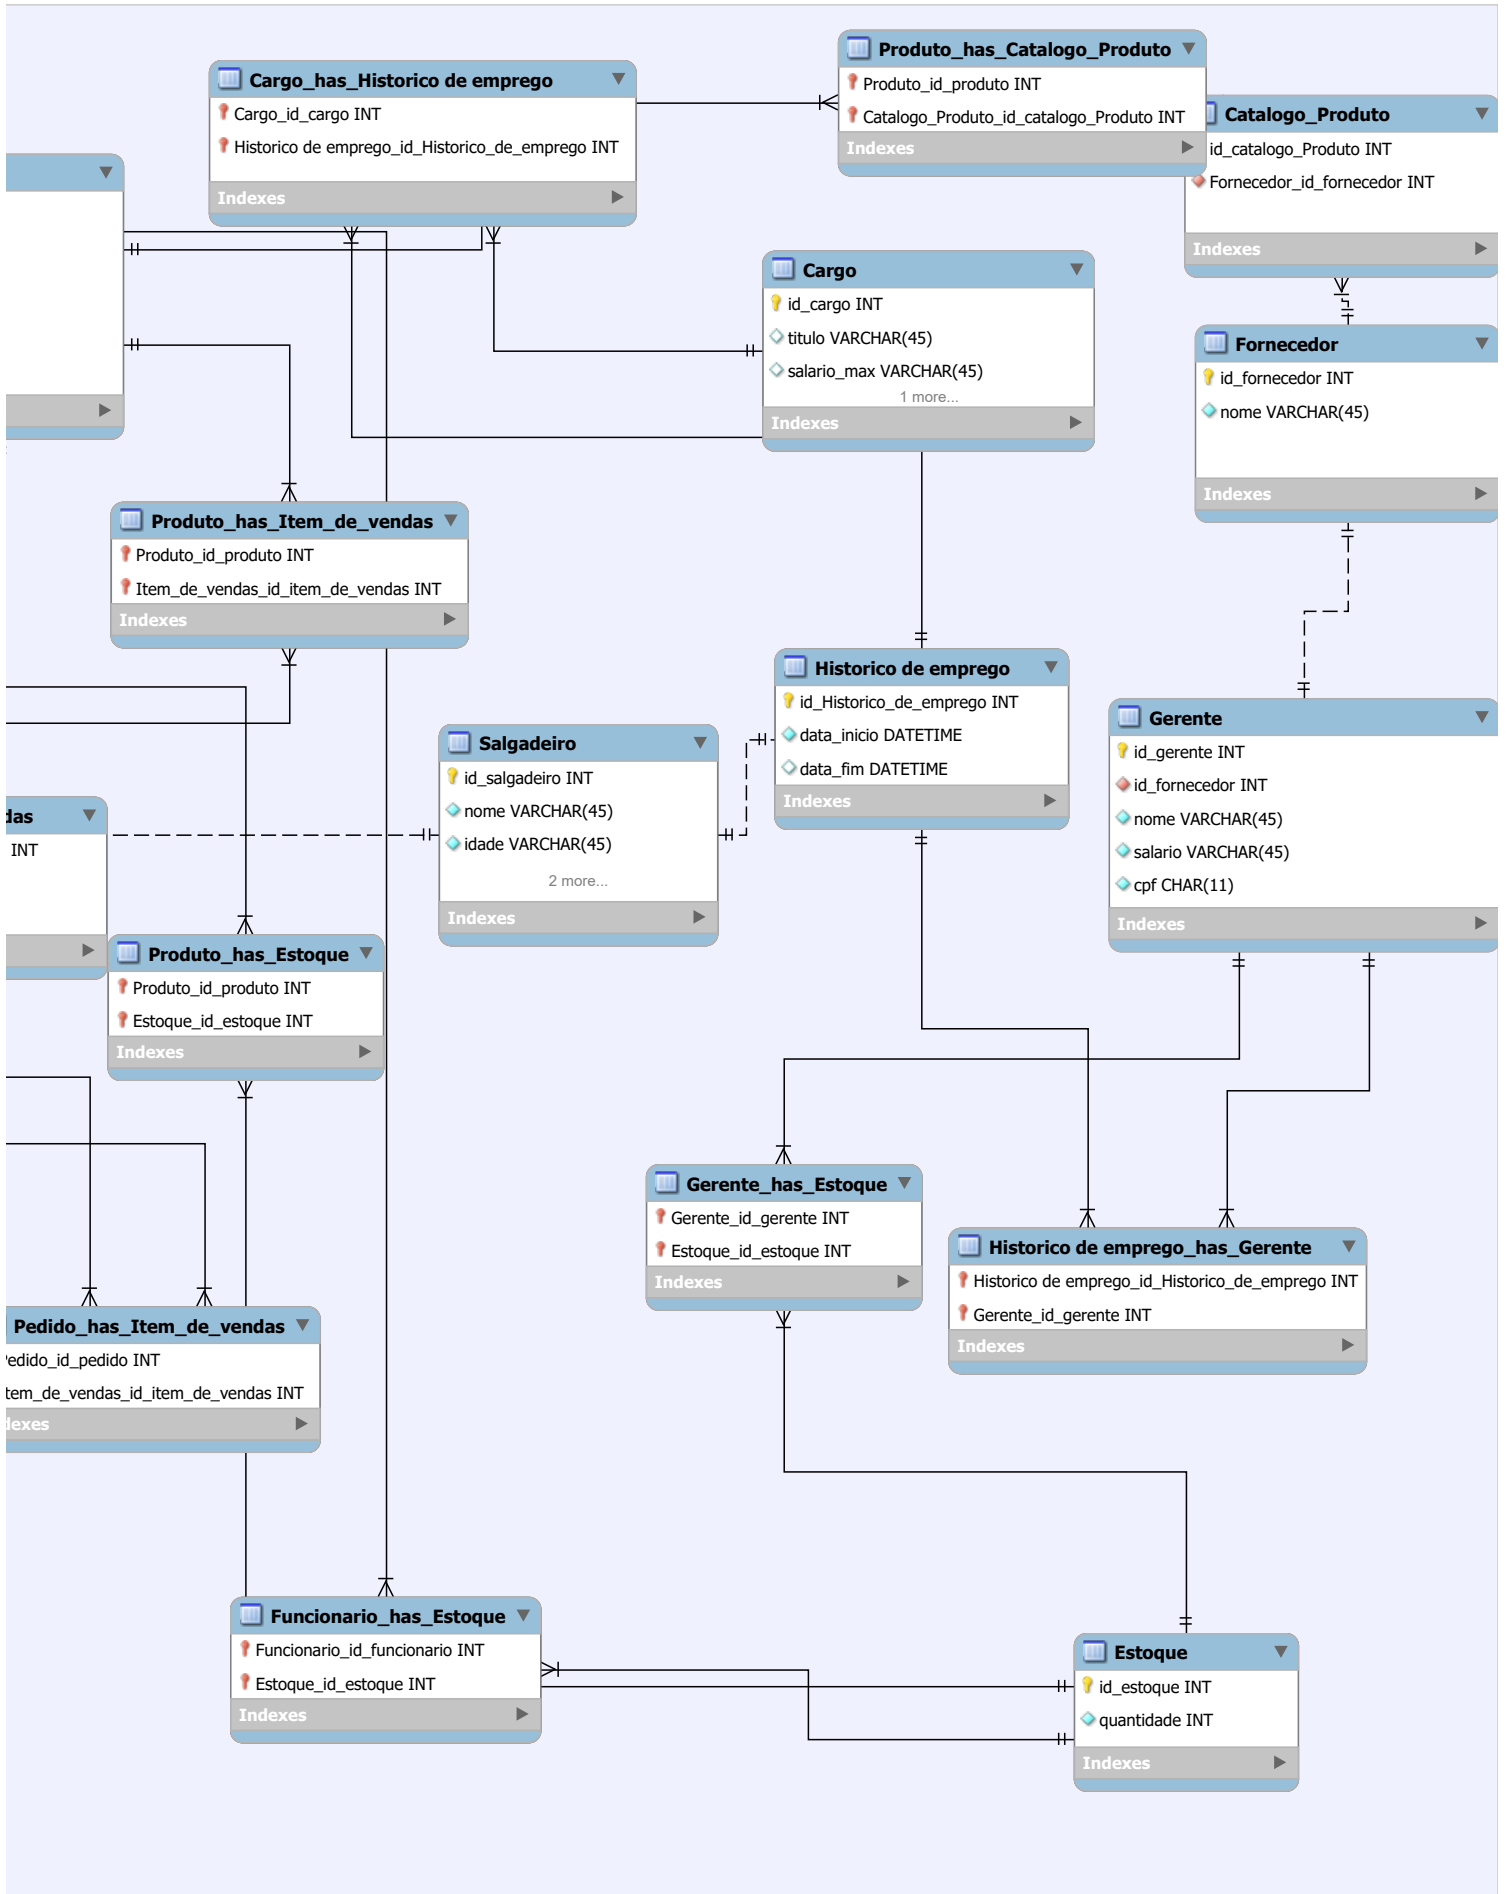 Produto_has_Catalogo_Produto
Produto_id_produto INT
Catalogo_Produto_id_catalogo_Produto INT
Indexes
Cargo_has_Historico de emprego
Cargo_id_cargo INT
Historico de emprego_id_Historico_de_emprego INT
Indexes
Catalogo_Produto
id_catalogo_Produto INT
Fornecedor_id_fornecedor INT
Indexes
Cargo
id_cargo INT
titulo VARCHAR(45)
salario_max VARCHAR(45)
1 more...
Indexes
Fornecedor
id_fornecedor INT
nome VARCHAR(45)
Indexes
Produto_has_Item_de_vendas
Produto_id_produto INT
Item_de_vendas_id_item_de_vendas INT
Indexes
Historico de emprego
id_Historico_de_emprego INT
data_inicio DATETIME
data_fim DATETIME
Indexes
Salgadeiro
id_salgadeiro INT
nome VARCHAR(45)
idade VARCHAR(45)
2 more...
Indexes
Gerente
id_gerente INT
id_fornecedor INT
nome VARCHAR(45)
salario VARCHAR(45)
cpf CHAR(11)
Indexes
das
INT
Produto_has_Estoque
Produto_id_produto INT
Estoque_id_estoque INT
Indexes
Gerente_has_Estoque
Gerente_id_gerente INT
Estoque_id_estoque INT
Indexes
Historico de emprego_has_Gerente
Historico de emprego_id_Historico_de_emprego INT
Gerente_id_gerente INT
Indexes
Pedido_has_Item_de_vendas
edido_id_pedido INT
tem_de_vendas_id_item_de_vendas INT
dexes
Funcionario_has_Estoque
Funcionario_id_funcionario INT
Estoque_id_estoque INT
Indexes
Estoque
id_estoque INT
quantidade INT
Indexes